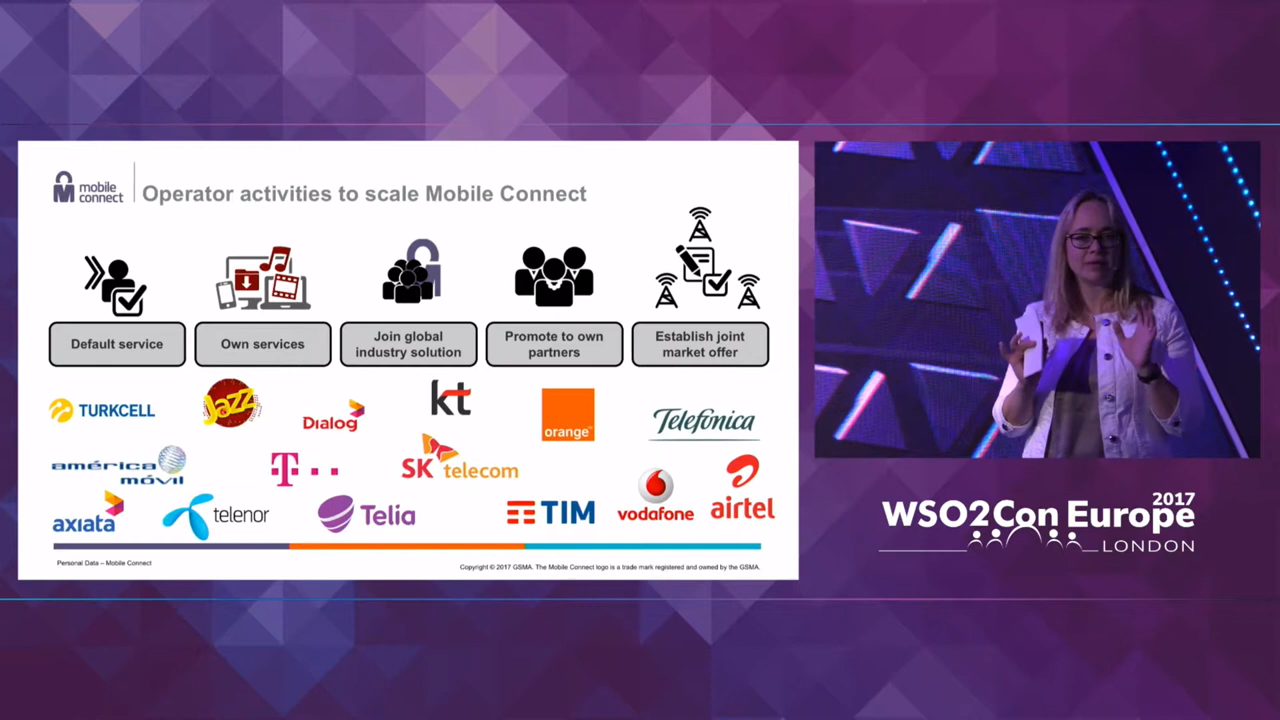 mobile
connect
Operator activities to scale Mobile Connect
Default service
Own services
Join global
industry solution
Promote to own
partners
Establish joint
market offer
TURKCELL
Jazz
Dialog
kt
orange™
Telefónica
américa
móvil
T
SK telecom
axiata
telenor
Telia
TIM
vodafone
airtel
Personal Data – Mobile Connect
Copyright © 2017 GSMA. The Mobile Connect logo is a trade mark registered and owned by the GSMA.
2017
WSO2Con Europe
LONDON